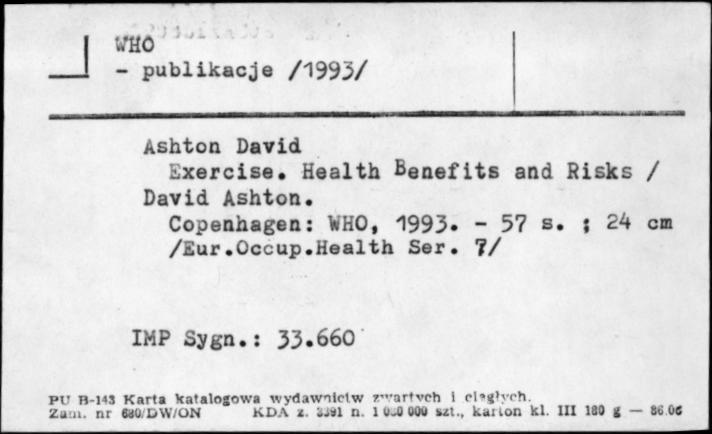 WHO
- publikacje /1993/
Ashton David
Exercise. Health Benefits and Risks /
David Ashton.
Copenhagen: WHO, 1993. - 57 s. ; 24 cm
/Eur.Occup.Health Ser. 7/
IMP Sygn.: 33.660
PU B-143 Karta katalogowa wydawnictw zwartych i ciągłych.
Zam. nr 680/DW/ON KDA z. 3391 n. 1 000 000 szt., karton kl. III 180 g — 86.06